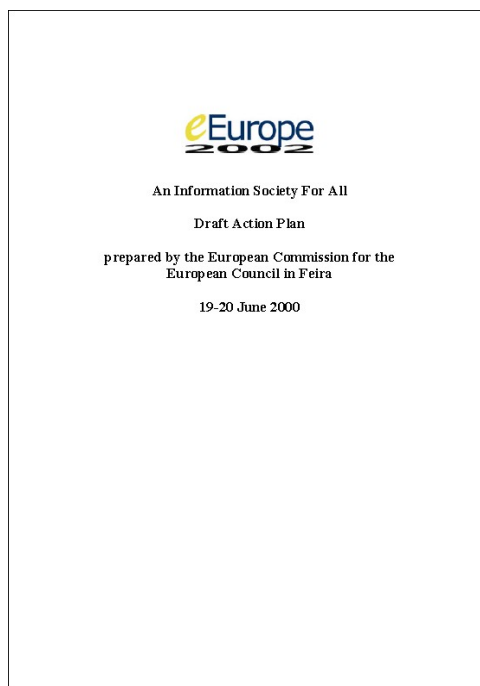 eEurope
2002
An Information Society For All
Draft Action Plan
prepared by the European Commission for the
European Council in Feira
19-20 June 2000